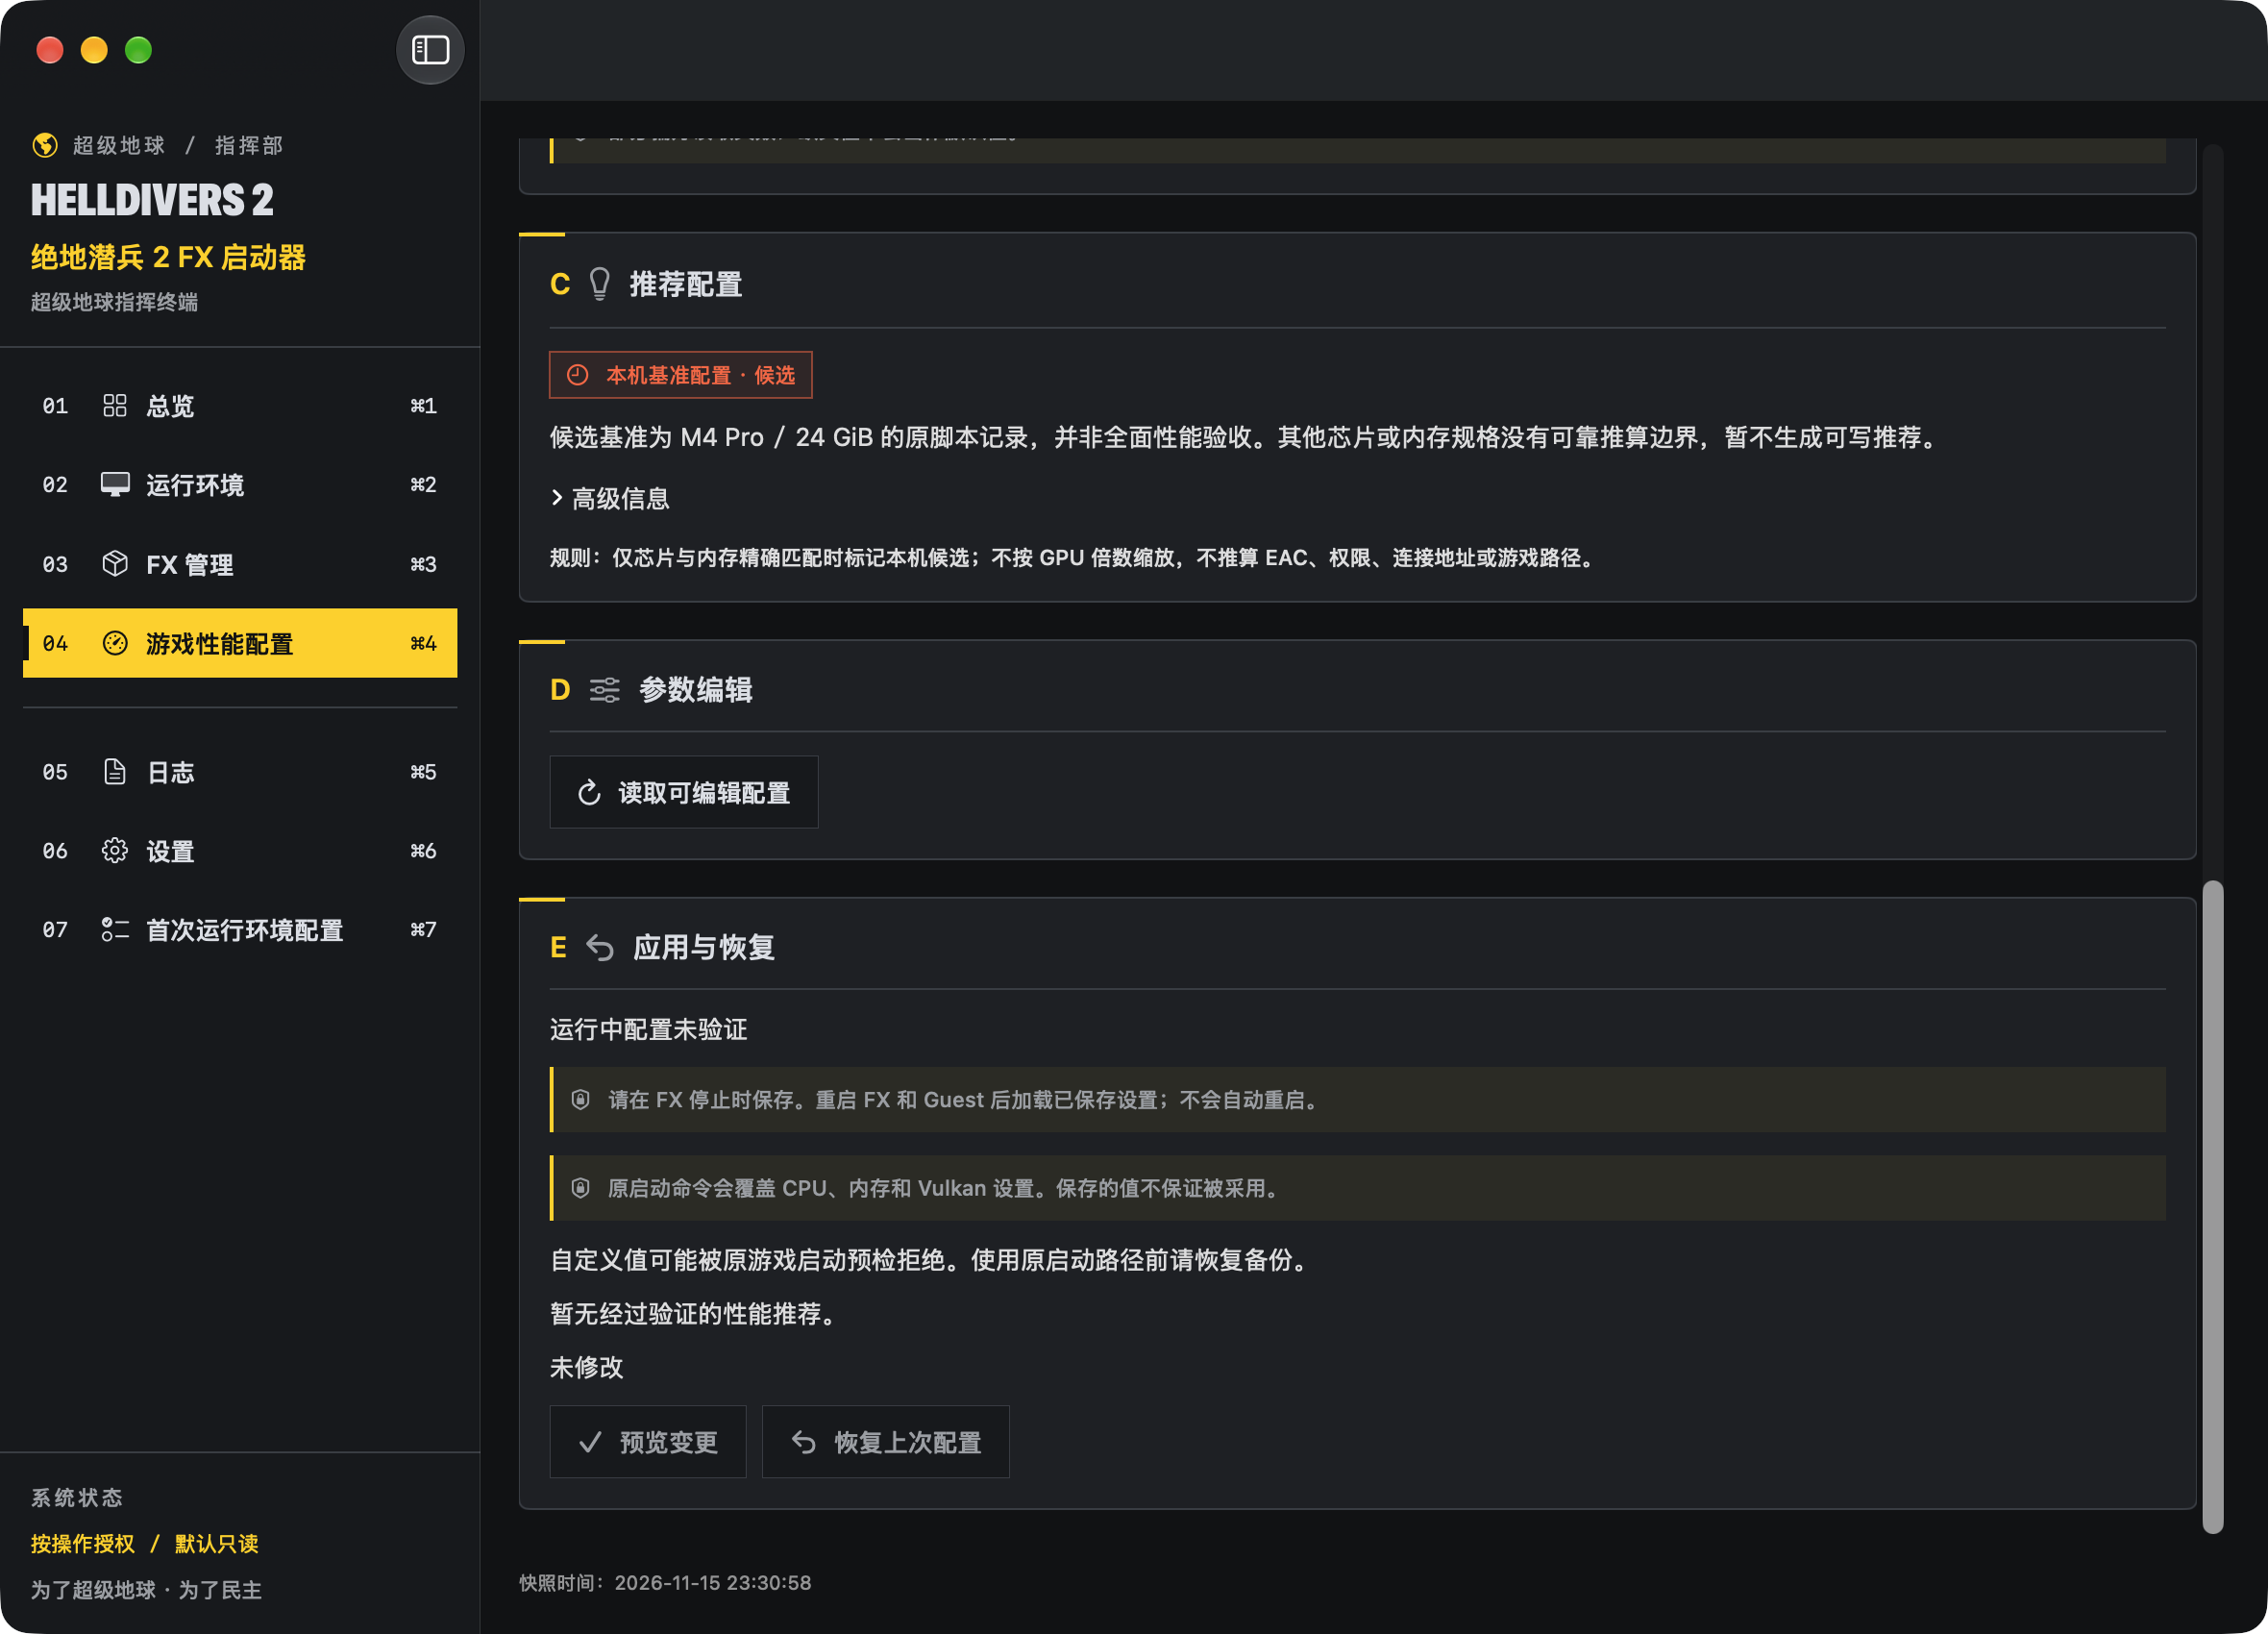 超级地球 / 指挥部
HELLDIVERS 2
绝地潜兵 2 FX 启动器
超级地球指挥终端
01 总览 ⌘1
02 运行环境 ⌘2
03 FX 管理 ⌘3
04 游戏性能配置 ⌘4
05 日志 ⌘5
06 设置 ⌘6
07 首次运行环境配置 ⌘7
系统状态
按操作授权 / 默认只读
为了超级地球 · 为了民主
C 推荐配置
本机基准配置 · 候选
候选基准为 M4 Pro / 24 GiB 的原脚本记录，并非全面性能验收。其他芯片或内存规格没有可靠推算边界，暂不生成可写推荐。
高级信息
规则：仅芯片与内存精确匹配时标记本机候选；不按 GPU 倍数缩放，不推算 EAC、权限、连接地址或游戏路径。
D 参数编辑
读取可编辑配置
E 应用与恢复
运行中配置未验证
请在 FX 停止时保存。重启 FX 和 Guest 后加载已保存设置；不会自动重启。
原启动命令会覆盖 CPU、内存和 Vulkan 设置。保存的值不保证被采用。
自定义值可能被原游戏启动预检拒绝。使用原启动路径前请恢复备份。
暂无经过验证的性能推荐。
未修改
预览变更 恢复上次配置
快照时间：2026-11-15 23:30:58